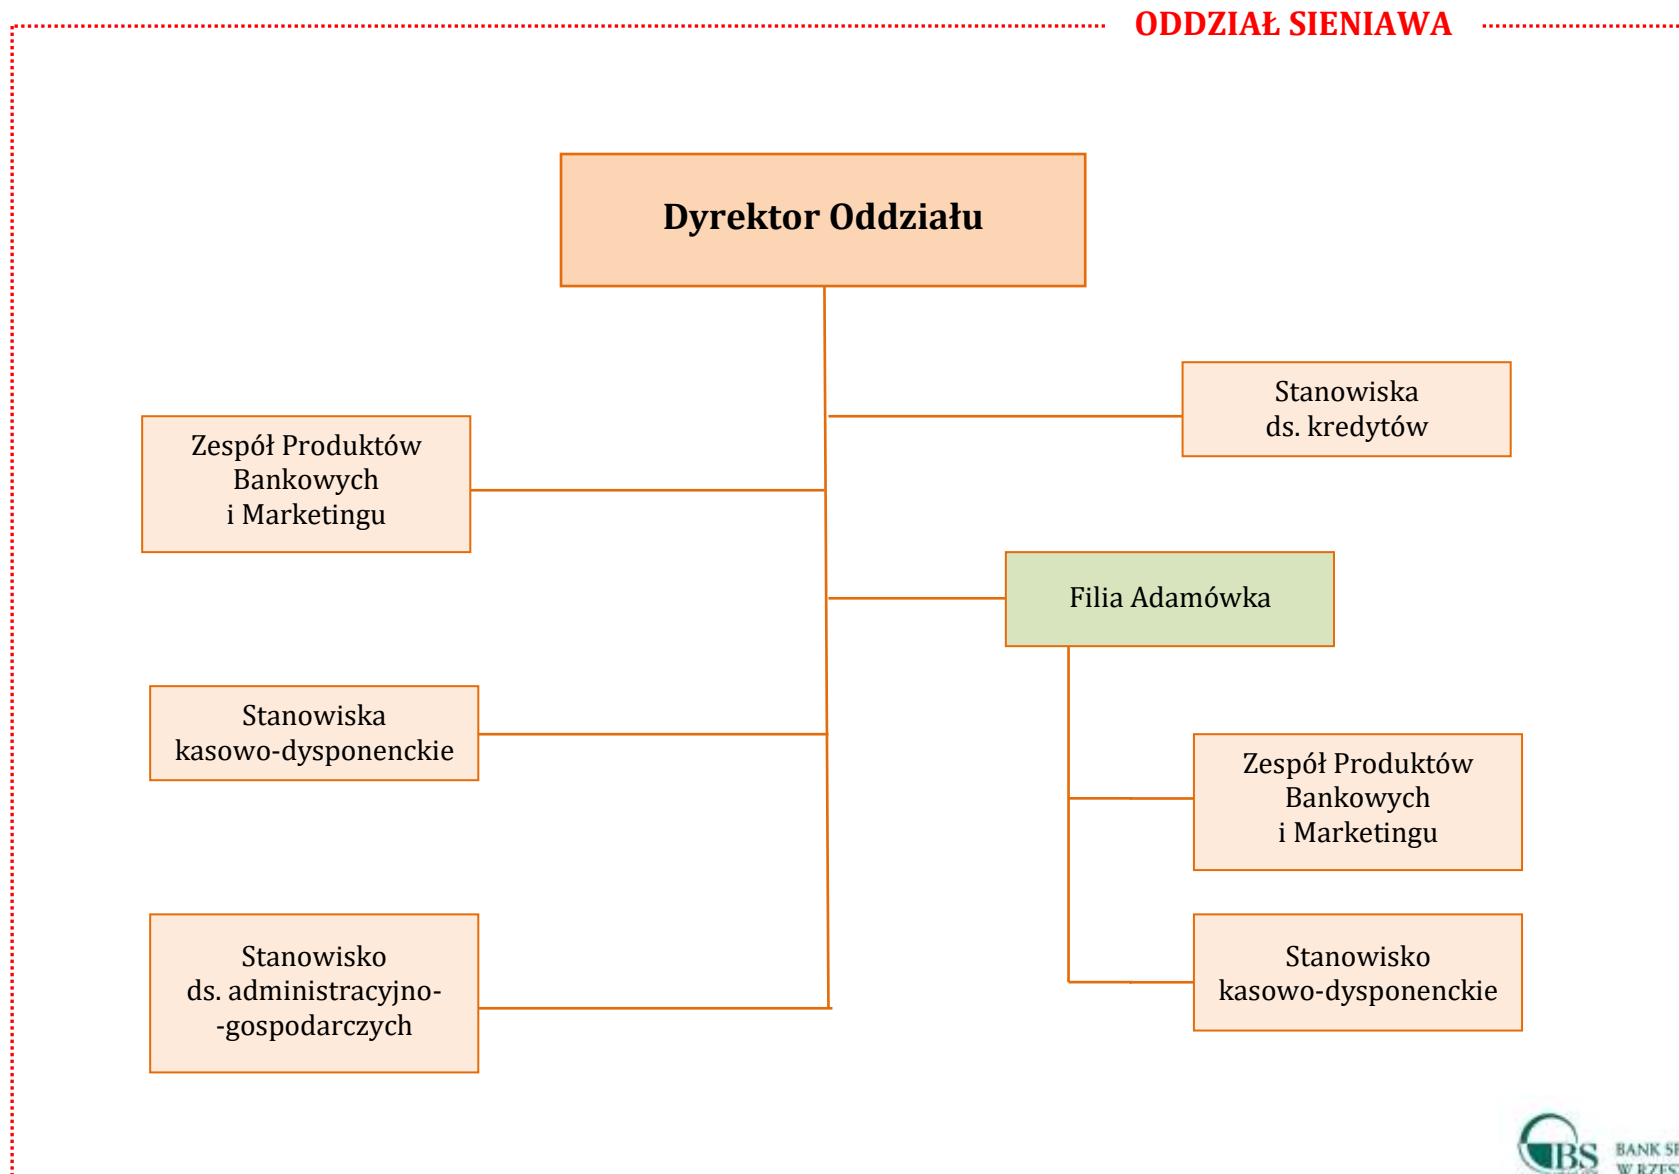 ODDZIAŁ SIENIAWA
Dyrektor Oddziału
Stanowiska
ds. kredytów
Zespół Produktów
Bankowych
i Marketingu
Filia Adamówka
Stanowiska
kasowo-dysponenckie
Zespół Produktów
Bankowych
i Marketingu
Stanowisko
ds. administracyjno-
-gospodarczych
Stanowisko
kasowo-dysponenckie
BS
BANK
W